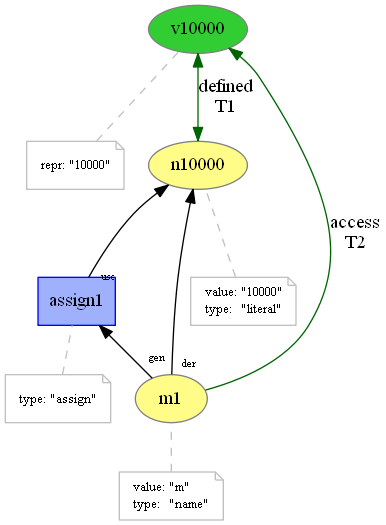 v10000
defined
T1
repr: "10000"
n10000
access
T2
use
assign1
value: "10000"
type: "literal"
gen
der
type: "assign"
m1
value: "m"
type: "name"